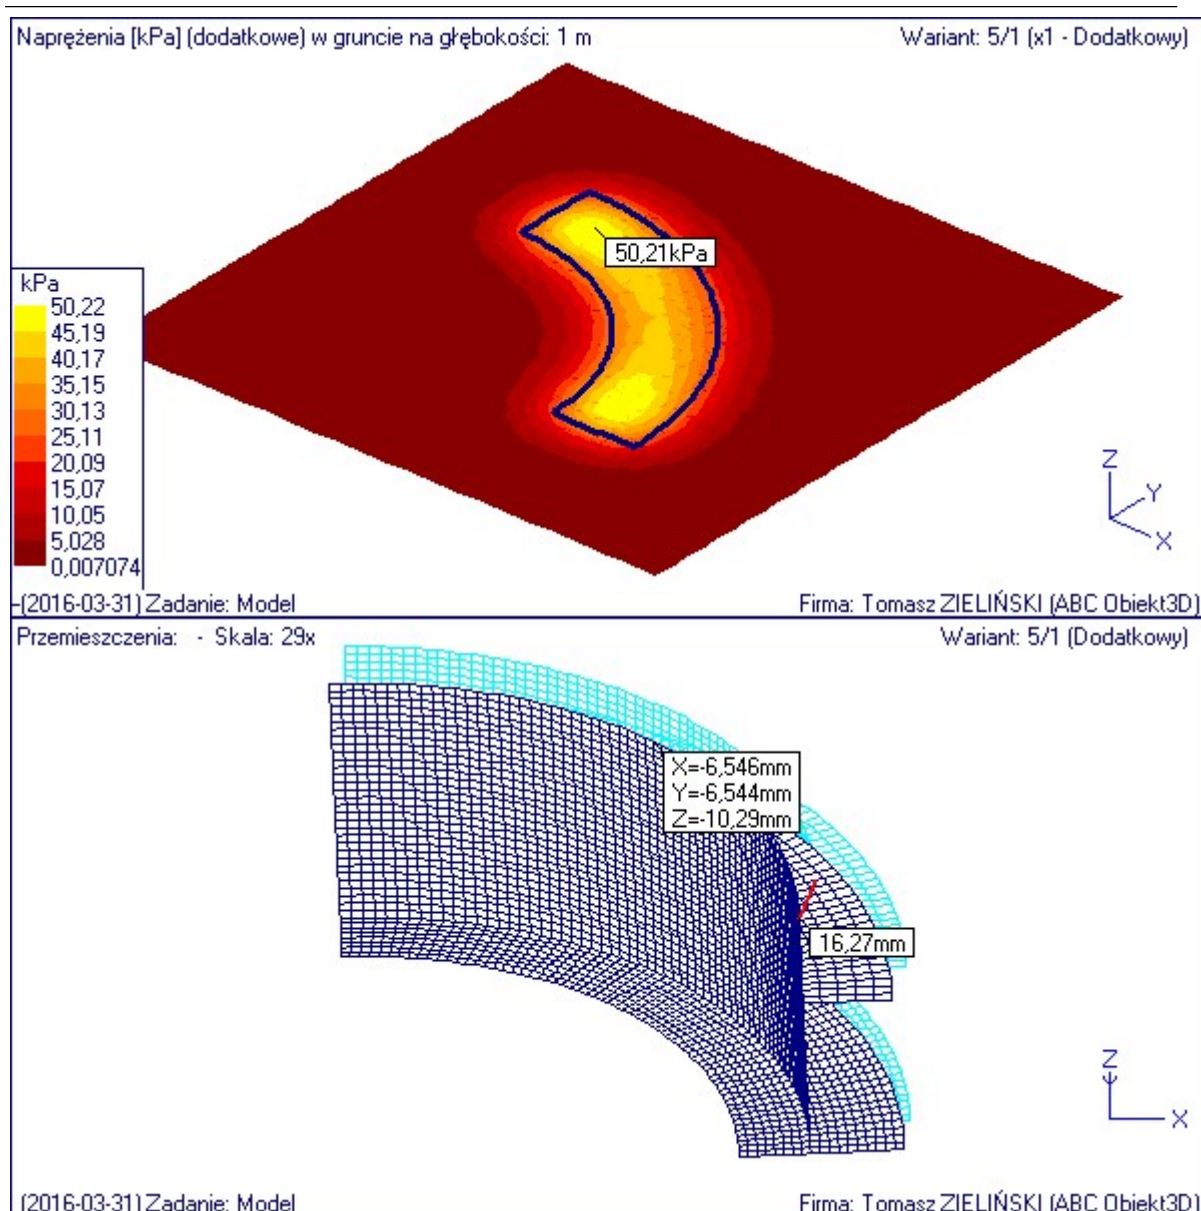 Naprężenia [kPa] (dodatkowe) w gruncie na głębokości: 1 m
Wariant: 5/1 (x1 - Dodatkowy)
50,21kPa
kPa
50,22
45,19
40,17
35,15
30,13
25,11
20,09
15,07
10,05
5,028
0,007074
Z
Y
X
(2016-03-31) Zadanie: Model
Firma: Tomasz ZIELIŃSKI (ABC Obiekt3D)
Przemieszczenia: - Skala: 29x
Wariant: 5/1 (Dodatkowy)
X=-6,546mm
Y=-6,544mm
Z=-10,29mm
16,27mm
Z
X
(2016-03-31) Zadanie: Model
Firma: Tomasz ZIELIŃSKI (ABC Obiekt3D)